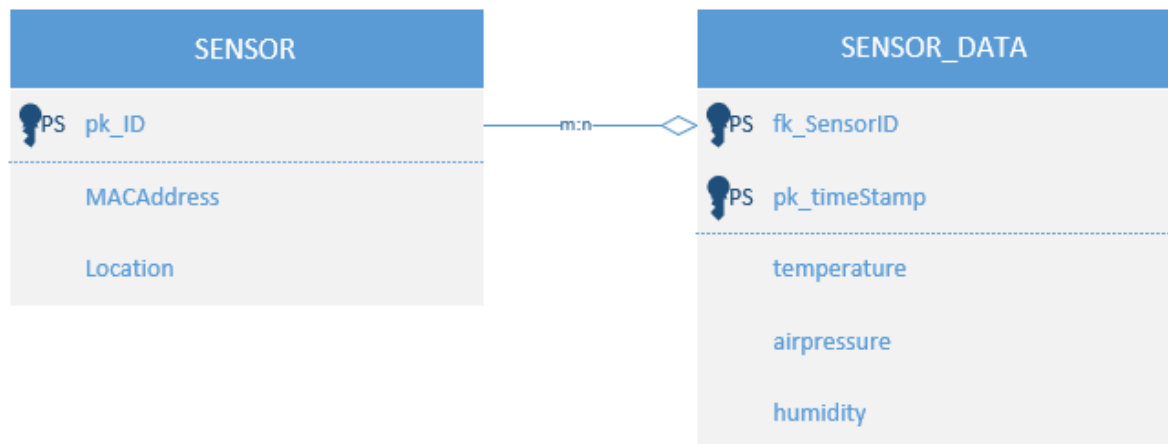 SENSOR
PS pk_ID
MACAddress
Location
m:n
SENSOR_DATA
PS fk_SensorID
PS pk_timeStamp
temperature
airpressure
humidity